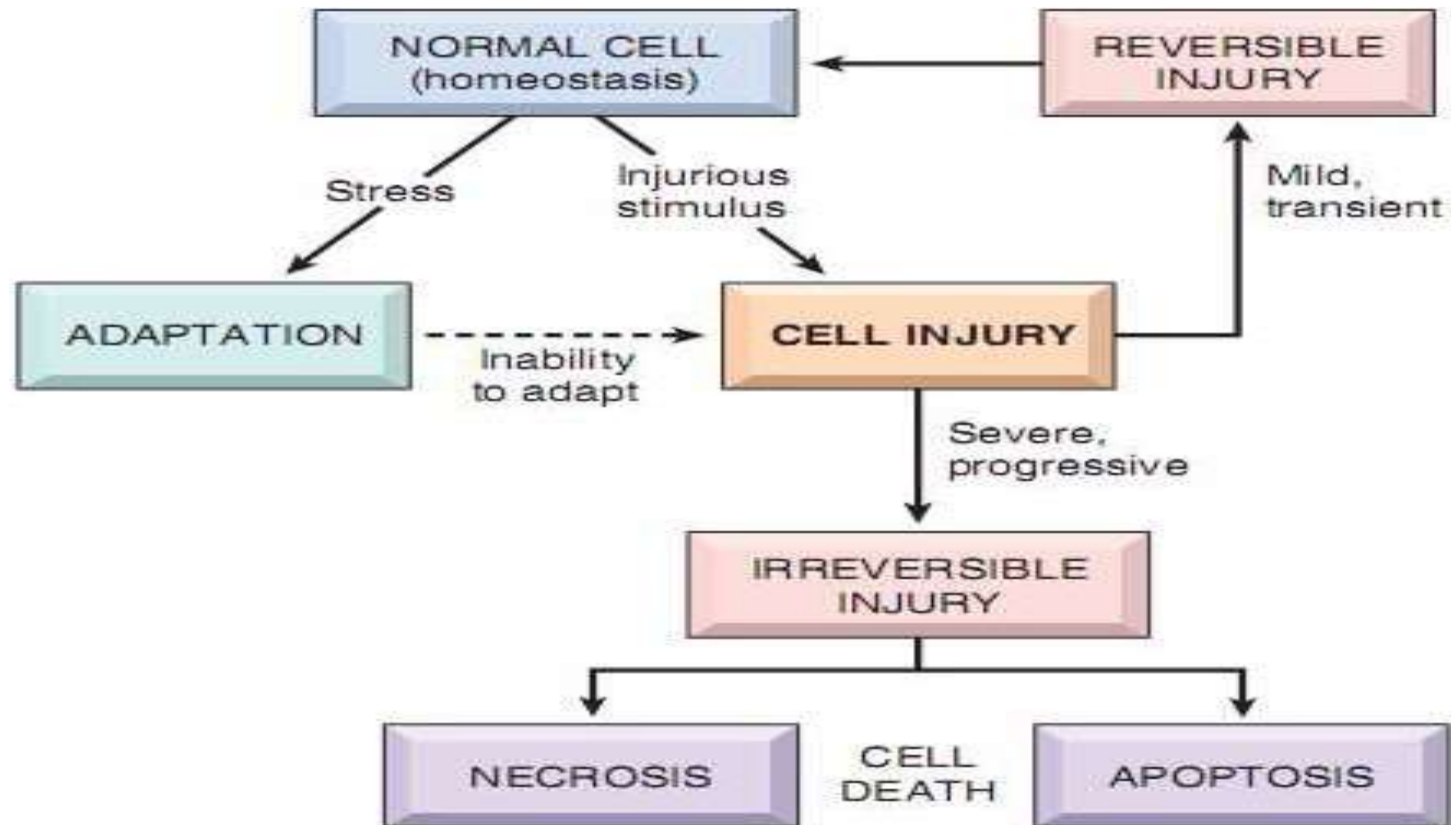 NORMAL CELL
(homeostasis)
REVERSIBLE
INJURY
Stress
Injurious
stimulus
Mild,
transient
ADAPTATION
Inability
to adapt
CELL INJURY
Severe,
progressive
IRREVERSIBLE
INJURY
NECROSIS
CELL
DEATH
APOPTOSIS